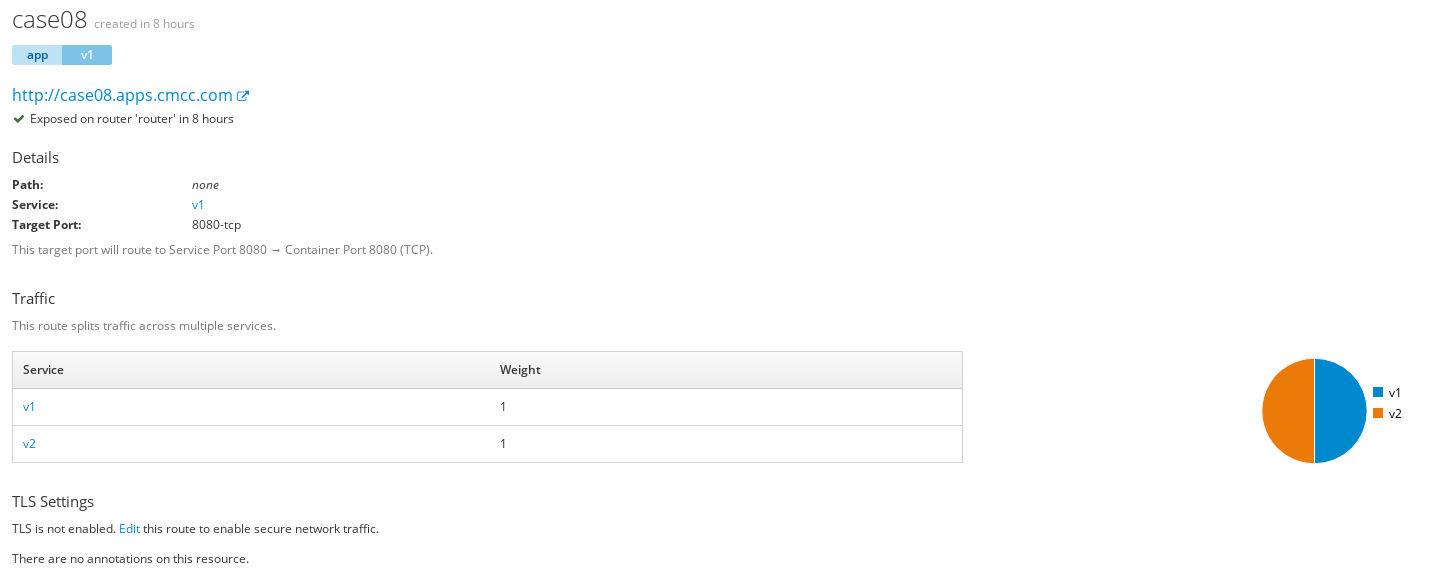 case08 created in 8 hours
app v1
http://case08.apps.cmcc.com
Exposed on router 'router' in 8 hours
Details
Path: none
Service: v1
Target Port: 8080-tcp
This target port will route to Service Port 8080 → Container Port 8080 (TCP).
Traffic
This route splits traffic across multiple services.
Service Weight
v1 1
v2 1
v1
v2
TLS Settings
TLS is not enabled. Edit this route to enable secure network traffic.
There are no annotations on this resource.